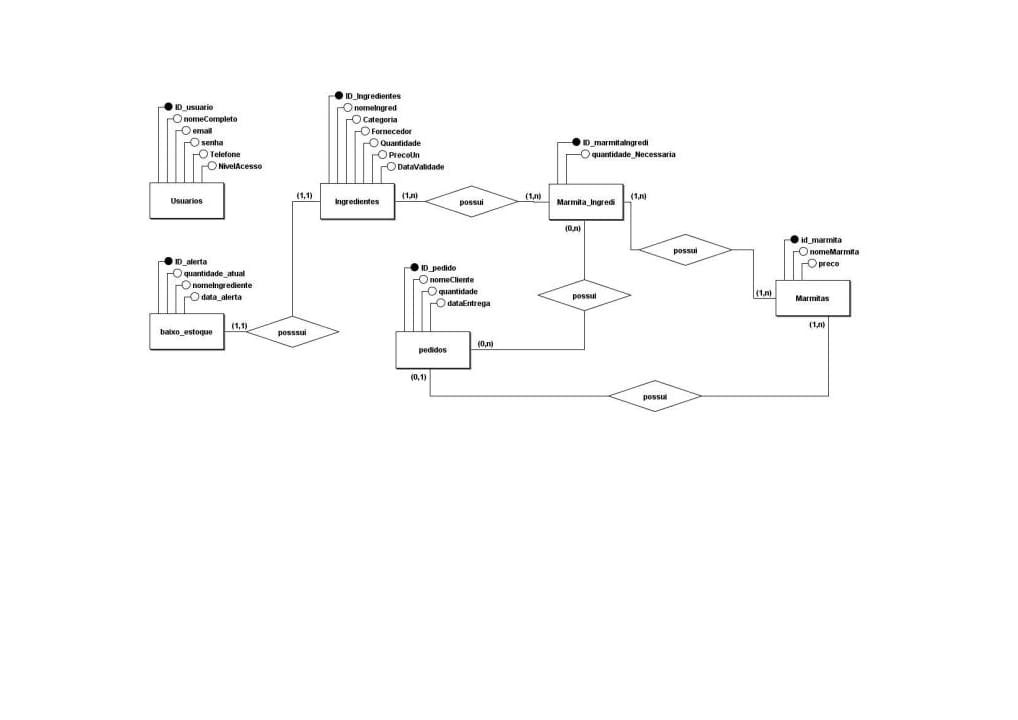 ID_usuario
nomeCompleto
email
senha
Telefone
NivelAcesso
Usuarios
ID_Ingredientes
nomeIngred
Categoria
Fornecedor
Quantidade
PrecoUn
DataValidade
(1,1)
Ingredientes
(1,n)
possui
(1,n)
ID_marmitaIngredi
quantidade_Necessaria
Marmita_Ingredi
(1,n)
(0,n)
possui
id_marmita
nomeMarmita
preco
(1,n)
Marmitas
(1,n)
ID_alerta
quantidade_atual
nomeIngrediente
data_alerta
baixo_estoque
(1,1)
posssui
ID_pedido
nomeCliente
quantidade
dataEntrega
possui
pedidos
(0,n)
(0,1)
possui